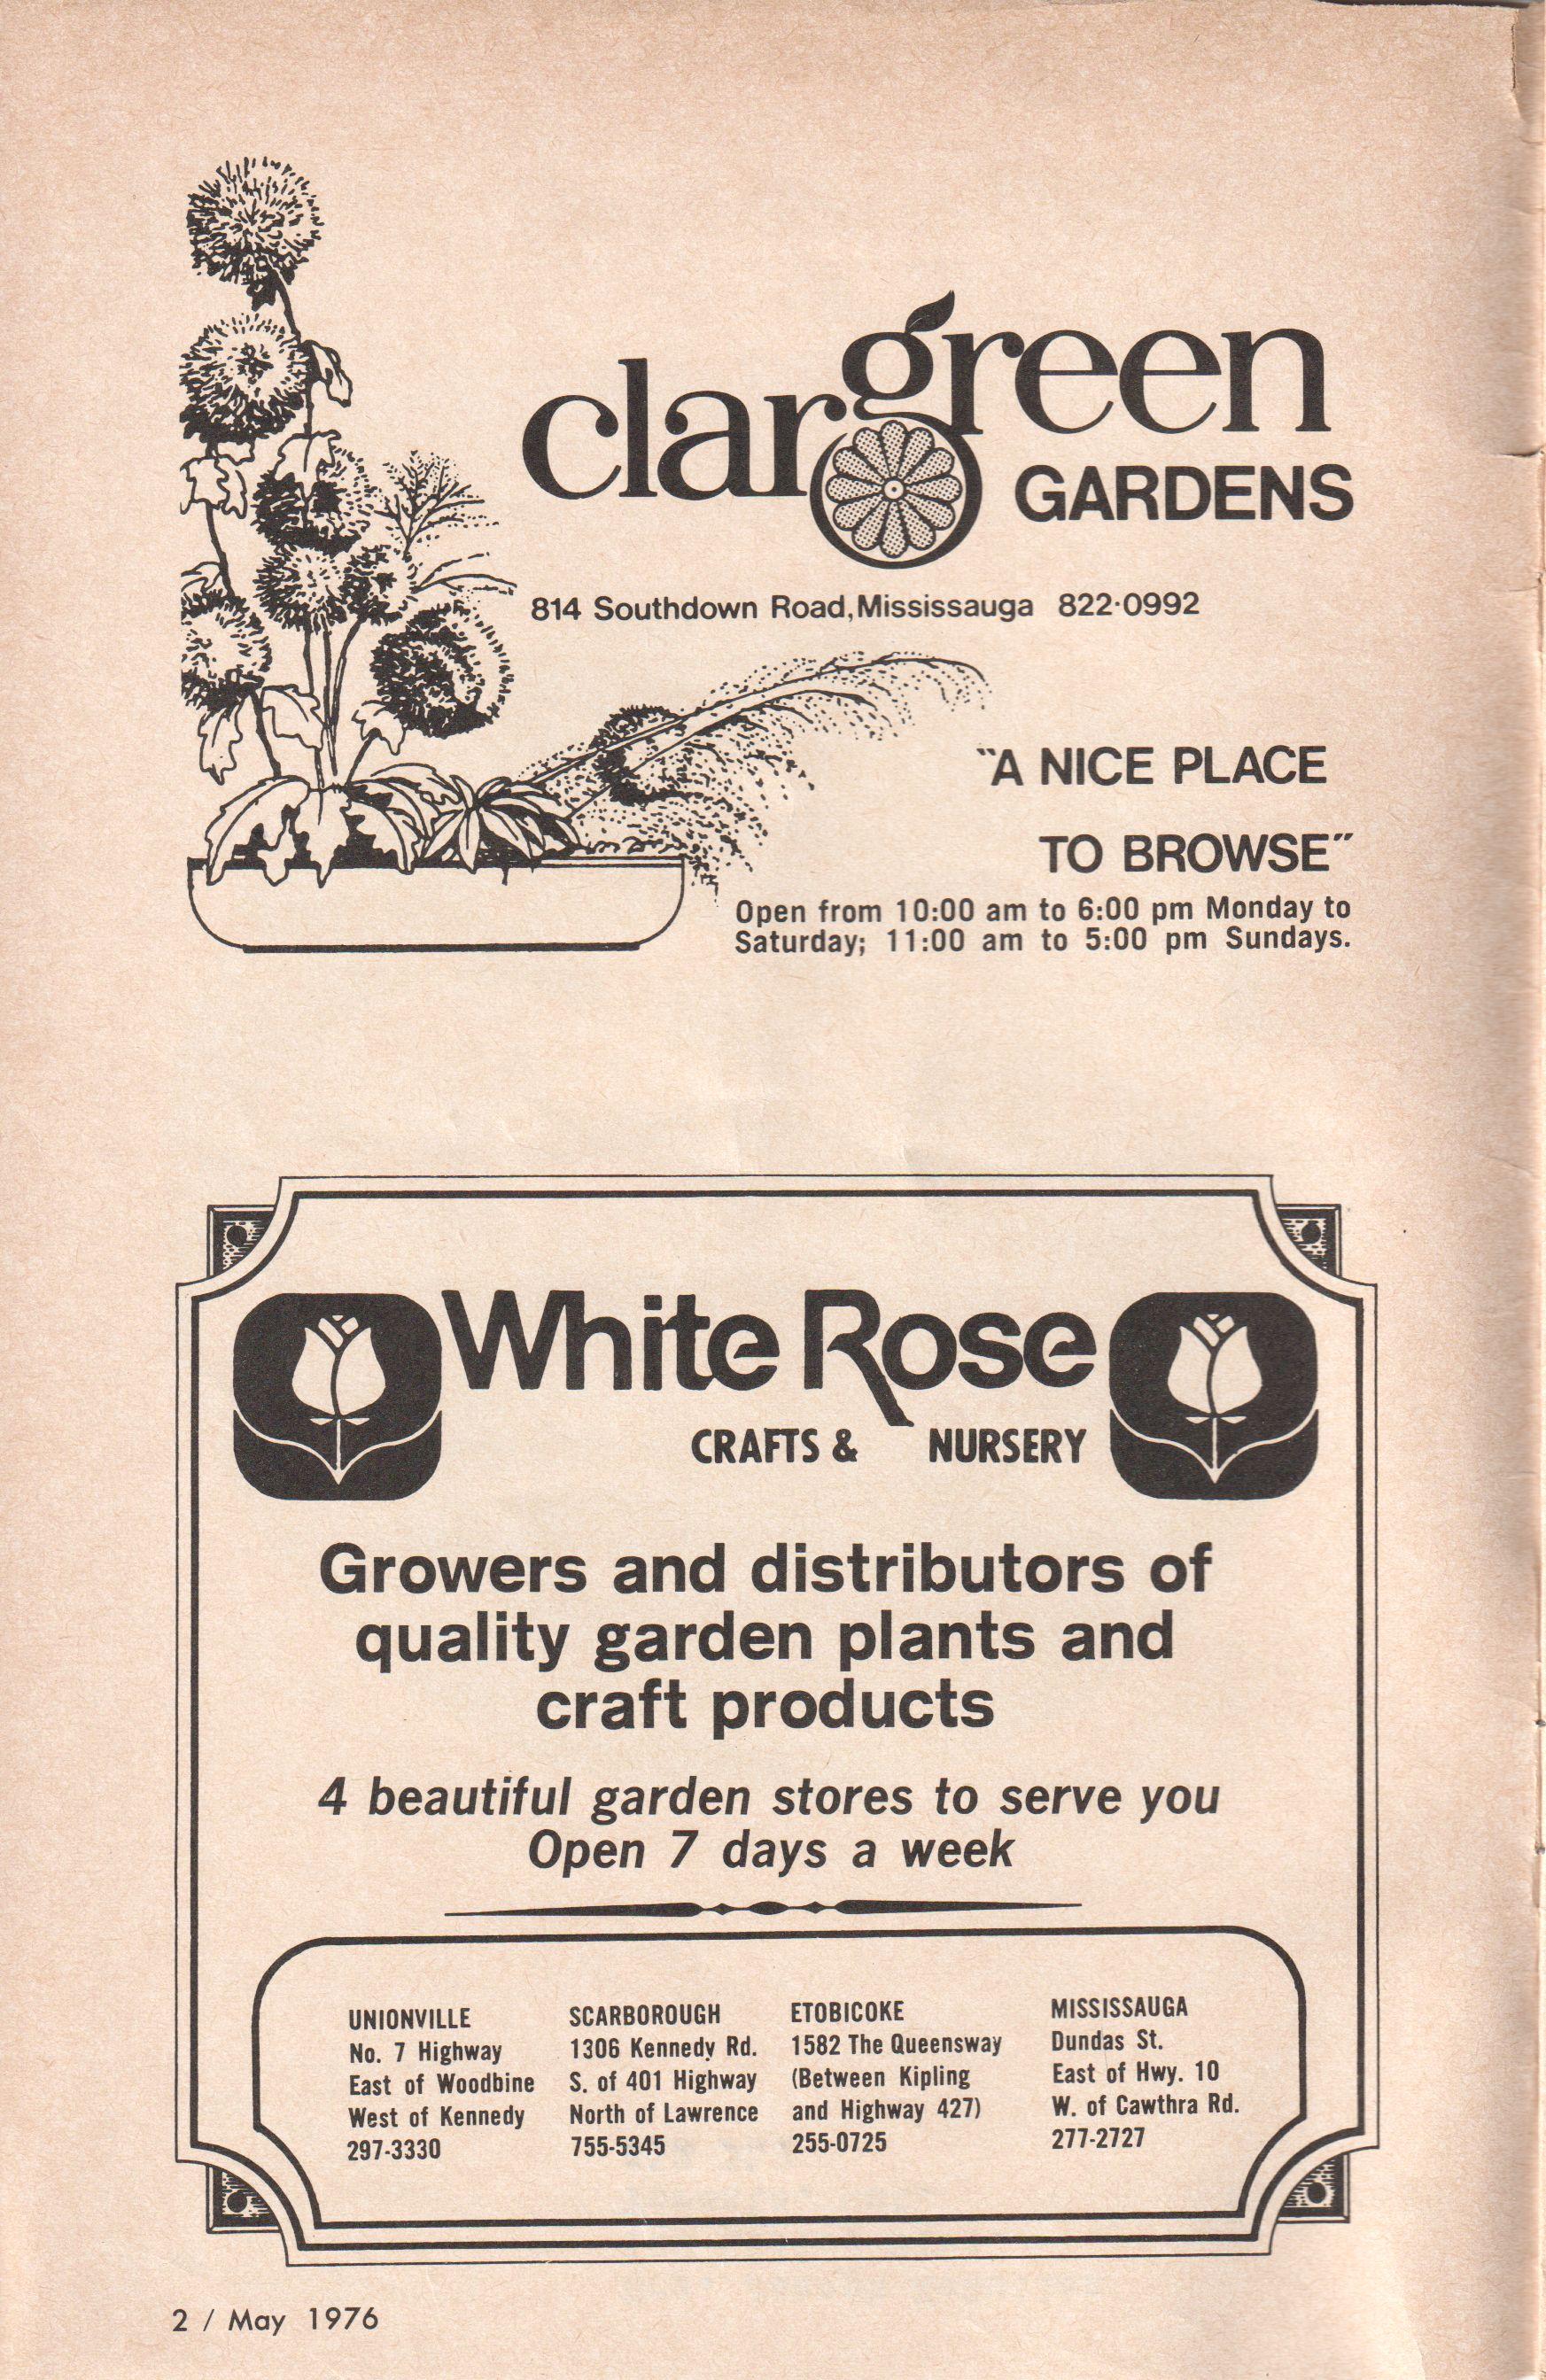 clargreen
GARDENS
814 Southdown Road, Mississauga 822·0992
"A NICE PLACE
TO BROWSE"
Open from 10:00 am to 6:00 pm Monday to
Saturday; 11:00 am to 5:00 pm Sundays.
White Rose
CRAFTS & NURSERY
Growers and distributors of
quality garden plants and
craft products
4 beautiful garden stores to serve you
Open 7 days a week
UNIONVILLE
No. 7 Highway
East of Woodbine
West of Kennedy
297-3330
SCARBOROUGH
1306 Kennedy Rd.
S. of 401 Highway
North of Lawrence
755-5345
ETOBICOKE
1582 The Queensway
(Between Kipling
and Highway 427)
255-0725
MISSISSAUGA
Dundas St.
East of Hwy. 10
W. of Cawthra Rd.
277-2727
2 / May 1976